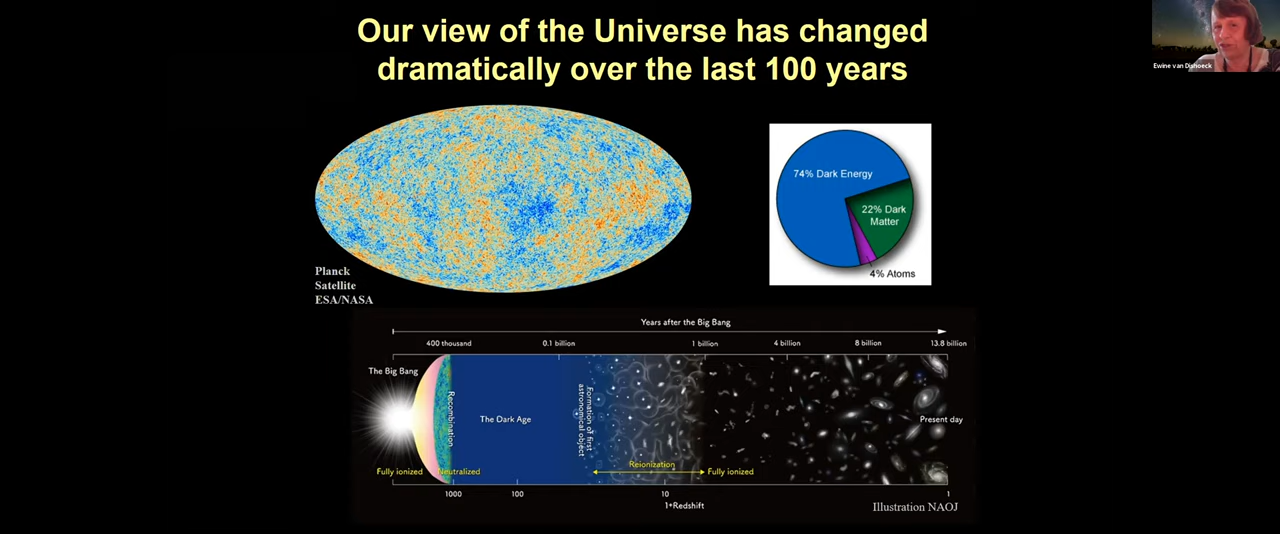 Our view of the Universe has changed
dramatically over the last 100 years
Ewine van Dishoeck
74% Dark Energy
22% Dark
Matter
4% Atoms
Planck
Satellite
ESA/NASA
Years after the Big Bang
400 thousand 0.1 billion 1 billion 4 billion 8 billion 13.8 billion
The Big Bang
Recombination
The Dark Age
Formation of first
astronomical object
Present day
Fully ionized Neutralized Reionization Fully ionized
1000 100 10 1
1+Redshift
Illustration NAOJ